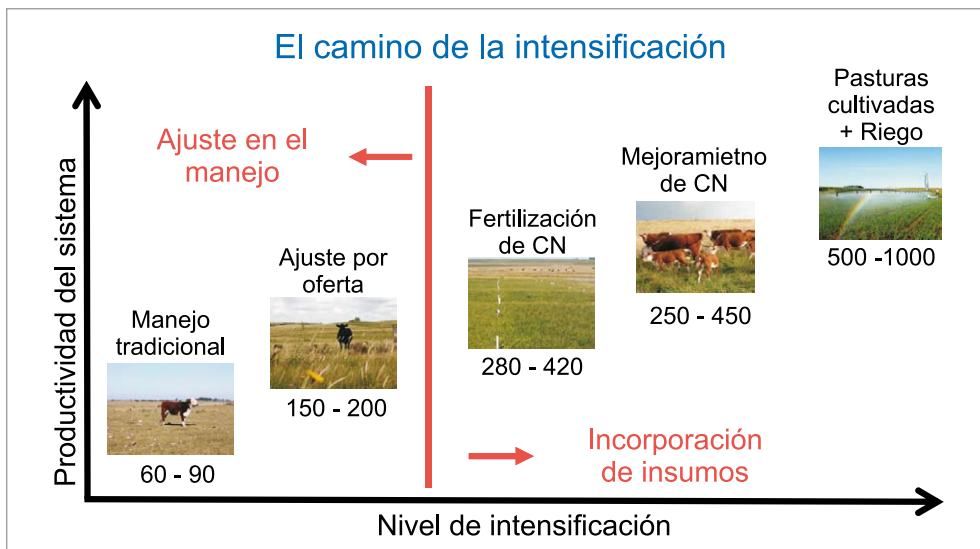 El camino de la intensificación
Productividad del sistema
Ajuste en el
manejo
Manejo
tradicional
60 - 90
Ajuste por
oferta
150 - 200
Fertilización
de CN
280 - 420
Mejoramietno
de CN
250 - 450
Pasturas
cultivadas
+ Riego
500 -1000
Incorporación
de insumos
Nivel de intensificación